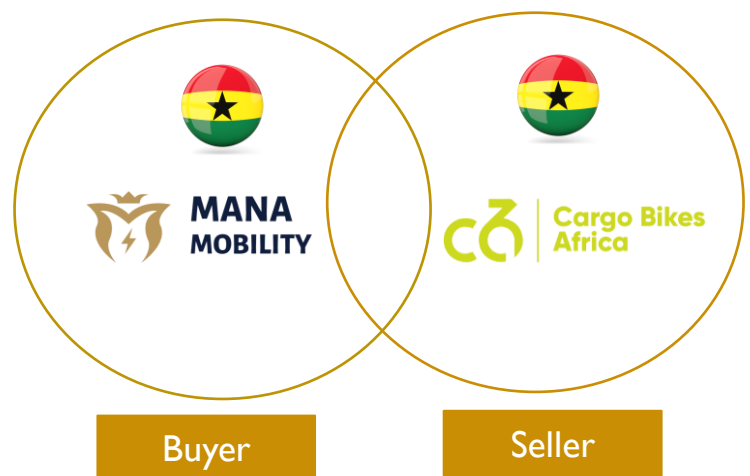 MANA
MOBILITY
Cargo Bikes
Africa
Buyer
Seller